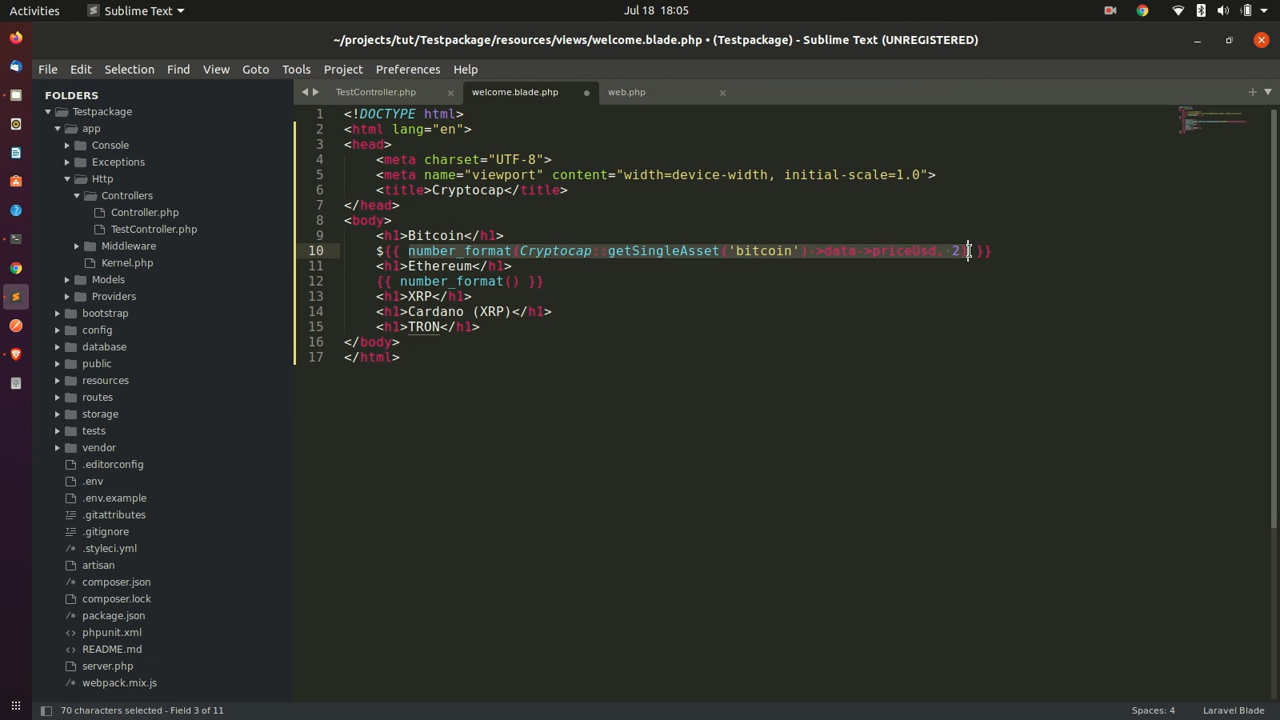 Activities
Sublime Text
Jul 18 18:05
~/projects/tut/Testpackage/resources/views/welcome.blade.php • (Testpackage) - Sublime Text (UNREGISTERED)
File Edit Selection Find View Goto Tools Project Preferences Help
FOLDERS
Testpackage
app
Console
Exceptions
Http
Controllers
Controller.php
TestController.php
Middleware
Kernel.php
Models
Providers
bootstrap
config
database
public
resources
routes
storage
tests
vendor
.editorconfig
.env
.env.example
.gitattributes
.gitignore
.styleci.yml
artisan
composer.json
composer.lock
package.json
phpunit.xml
README.md
server.php
webpack.mix.js
TestController.php
welcome.blade.php
web.php
1 <!DOCTYPE html>
2 <html lang="en">
3 <head>
4 <meta charset="UTF-8">
5 <meta name="viewport" content="width=device-width, initial-scale=1.0">
6 <title>Cryptocap</title>
7 </head>
8 <body>
9 <h1>Bitcoin</h1>
10 ${{ number_format(Cryptocap::getSingleAsset('bitcoin')->data->priceUsd, 2) }}
11 <h1>Ethereum</h1>
12 {{ number_format() }}
13 <h1>XRP</h1>
14 <h1>Cardano (XRP)</h1>
15 <h1>TRON</h1>
16 </body>
17 </html>
70 characters selected - Field 3 of 11
Spaces: 4
Laravel Blade